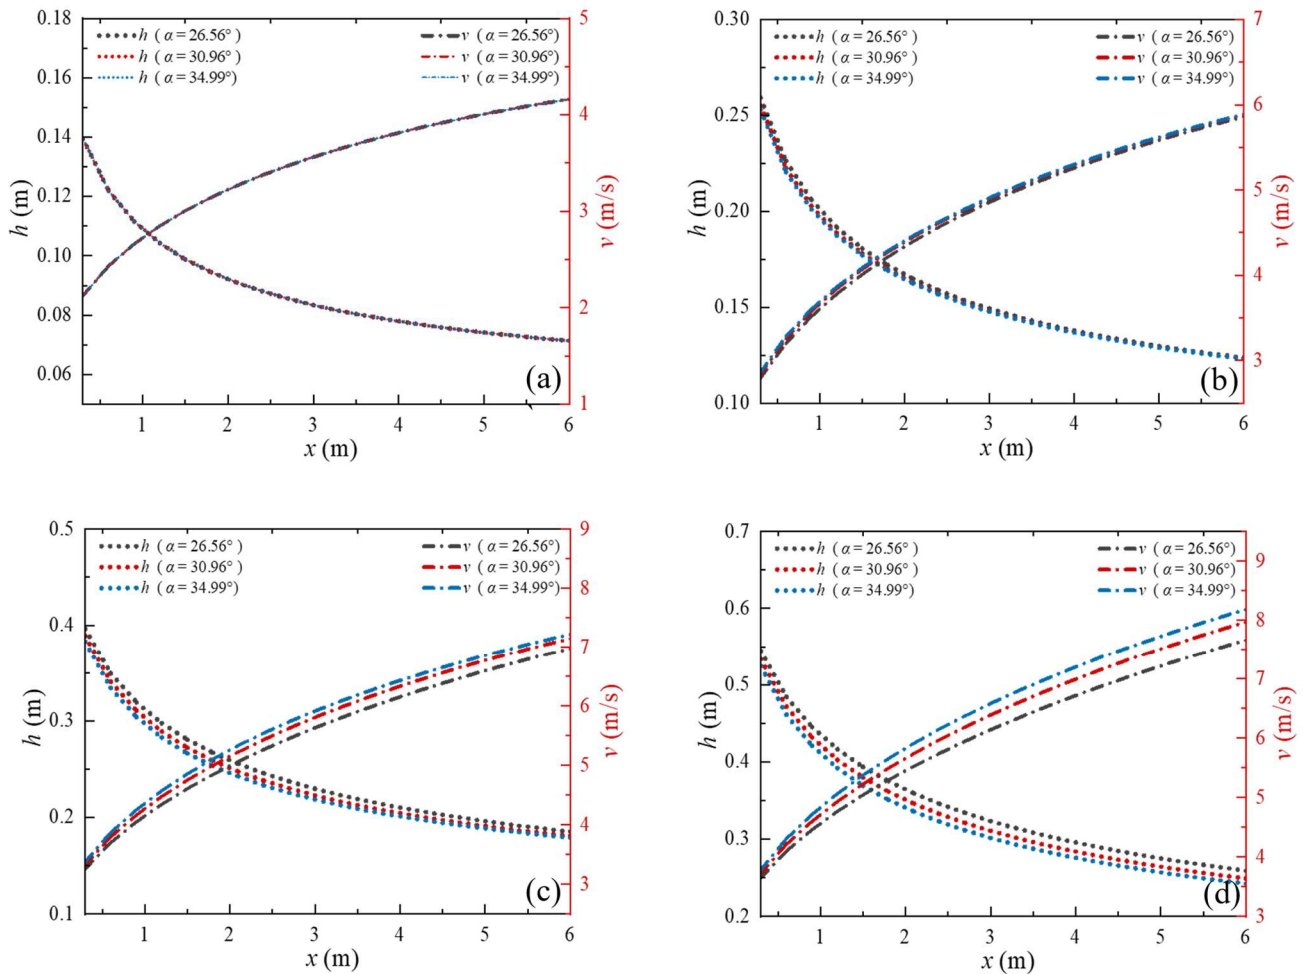 0.18
0.16
0.14
0.12
0.10
0.08
0.06
h (m)
h ( α = 26.56° )
h ( α = 30.96° )
h ( α = 34.99°)
v ( α = 26.56°)
v ( α = 30.96°)
v ( α = 34.99°)
5
4
3
2
1
v (m/s)
(a)
1 2 3 4 5 6
x (m)
0.30
0.25
0.20
0.15
0.10
h (m)
h ( α = 26.56° )
h ( α = 30.96° )
h ( α = 34.99°)
v ( α = 26.56°)
v ( α = 30.96°)
v ( α = 34.99°)
7
6
5
4
3
v (m/s)
(b)
1 2 3 4 5 6
x (m)
0.5
0.4
0.3
0.2
0.1
h (m)
h ( α = 26.56° )
h ( α = 30.96° )
h ( α = 34.99°)
v ( α = 26.56°)
v ( α = 30.96°)
v ( α = 34.99°)
9
8
7
6
5
4
3
v (m/s)
(c)
1 2 3 4 5 6
x (m)
0.7
0.6
0.5
0.4
0.3
0.2
h (m)
h ( α = 26.56° )
h ( α = 30.96° )
h ( α = 34.99°)
v ( α = 26.56°)
v ( α = 30.96°)
v ( α = 34.99°)
9
8
7
6
5
4
3
v (m/s)
(d)
1 2 3 4 5 6
x (m)